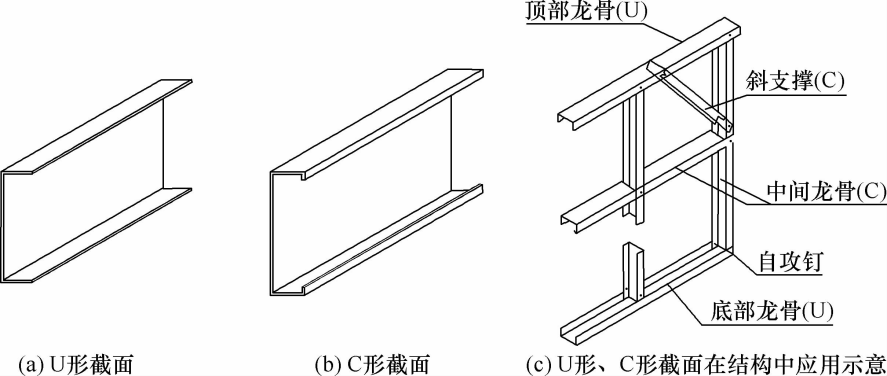 顶部龙骨(U)
斜支撑(C)
中间龙骨(C)
自攻钉
底部龙骨(U)
(a) U形截面
(b) C形截面
(c) U形、C形截面在结构中应用示意